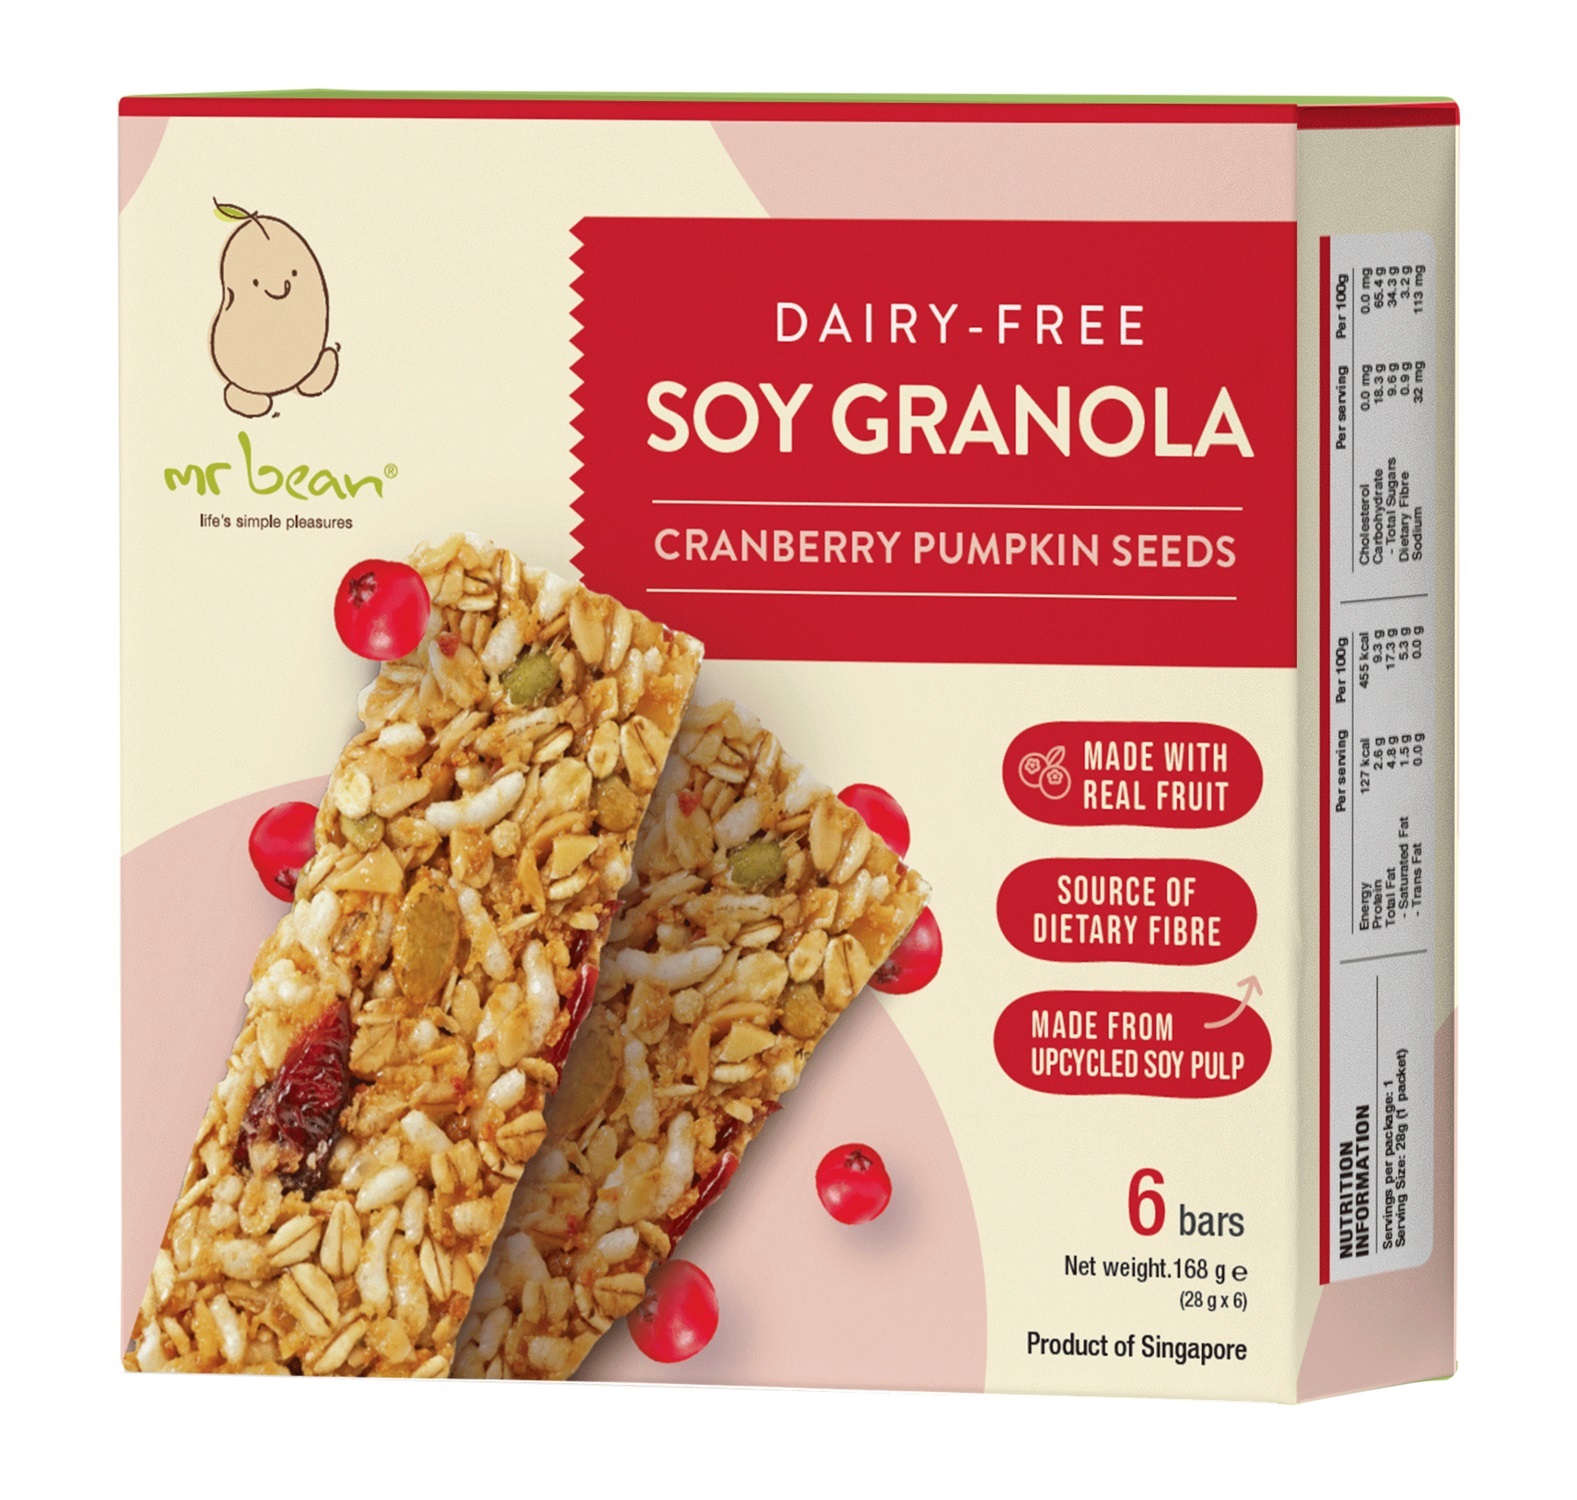 mr bean®
life's simple pleasures
DAIRY-FREE
SOY GRANOLA
CRANBERRY PUMPKIN SEEDS
MADE WITH
REAL FRUIT
SOURCE OF
DIETARY FIBRE
MADE FROM
UPCYCLED SOY PULP
6 bars
Net weight.168 g e
(28 g x 6)
Product of Singapore
NUTRITION
INFORMATION
Servings per package: 1
Serving Size: 28g (1 packet)
Per serving Per 100g
Energy 127 kcal 455 kcal
Protein 2.6 g 9.3 g
Total Fat 4.8 g 17.3 g
- Saturated Fat 1.5 g 5.3 g
- Trans Fat 0.0 g 0.0 g
Per serving Per 100g
Cholesterol 0.0 mg 0.0 mg
Carbohydrate 18.3 g 65.4 g
- Total Sugars 9.6 g 34.3 g
Dietary Fibre 0.9 g 3.2 g
Sodium 32 mg 113 mg